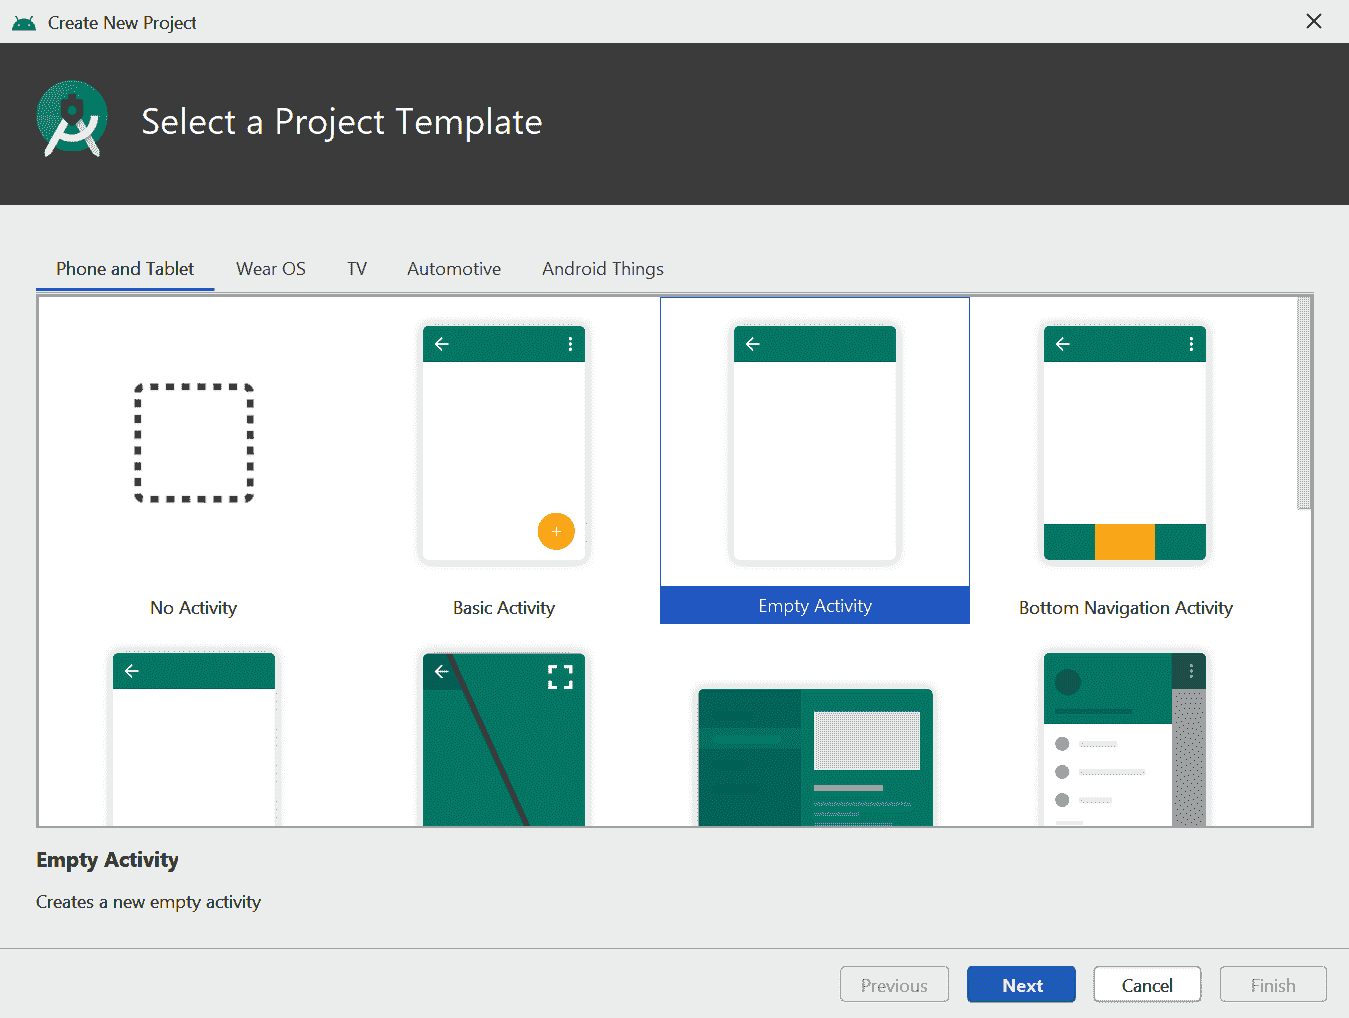 Create New Project
Select a Project Template
Phone and Tablet Wear OS TV Automotive Android Things
No Activity Basic Activity Empty Activity Bottom Navigation Activity
Empty Activity
Creates a new empty activity
Previous Next Cancel Finish